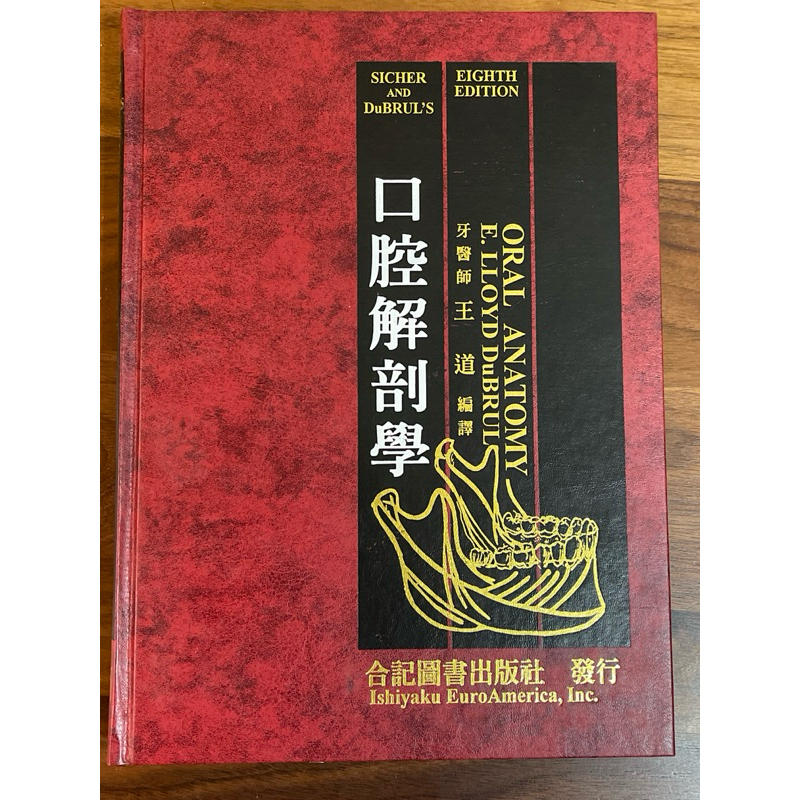 SICHER
AND
DuBRUL'S
EIGHTH
EDITION
口腔解剖學
牙醫師 王 道 編譯
ORAL ANATOMY
E. LLOYD DuBRUL
合記圖書出版社 發行
Ishiyaku EuroAmerica, Inc.